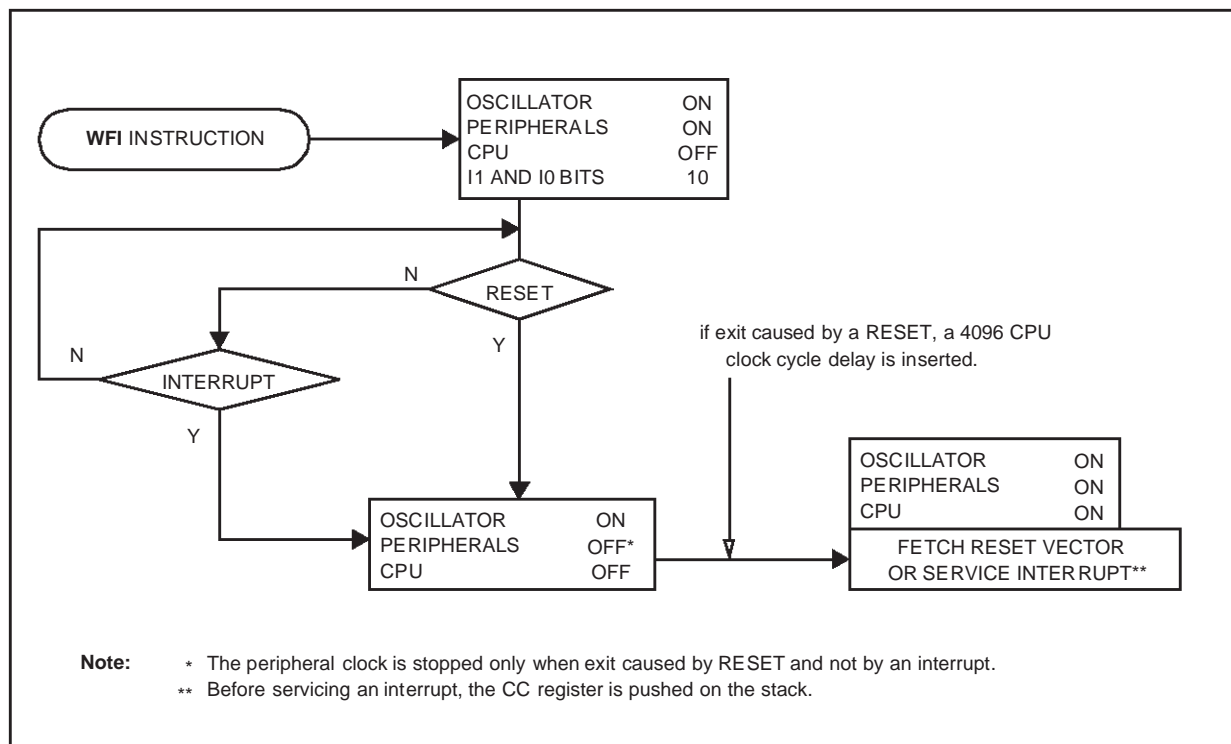 WFI INSTRUCTION
OSCILLATOR ON
PERIPHERALS ON
CPU OFF
I1 AND I0 BITS 10
N
RESET
N
Y
INTERRUPT
Y
if exit caused by a RESET, a 4096 CPU
clock cycle delay is inserted.
OSCILLATOR ON
PERIPHERALS OFF*
CPU OFF
OSCILLATOR ON
PERIPHERALS ON
CPU ON
FETCH RESET VECTOR
OR SERVICE INTERRUPT**
Note: * The peripheral clock is stopped only when exit caused by RESET and not by an interrupt.
** Before servicing an interrupt, the CC register is pushed on the stack.